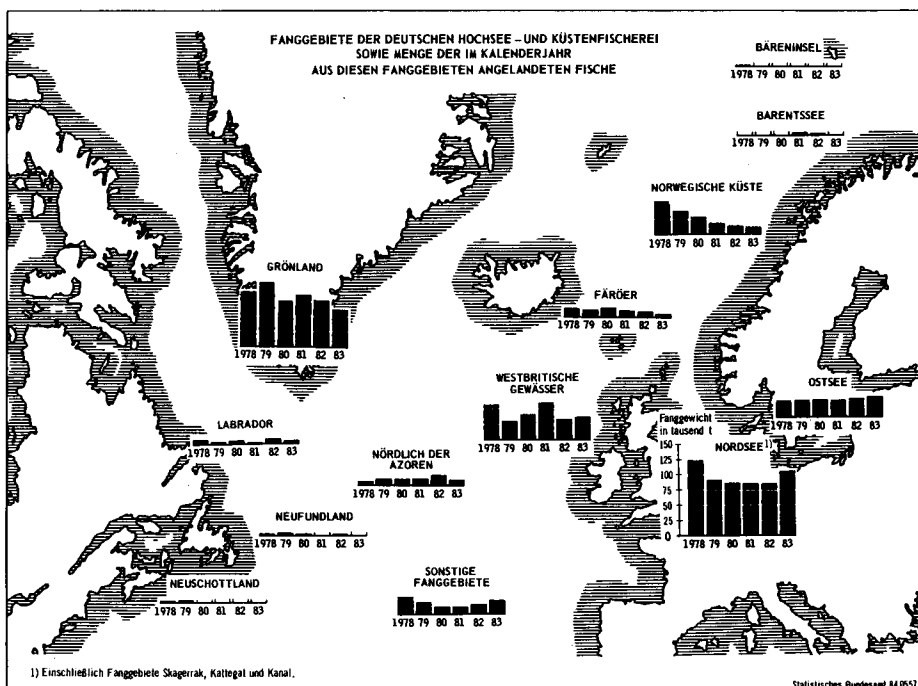 FANGGEBIETE DER DEUTSCHEN HOCHSEE - UND KÜSTENFISCHEREI
SOWIE MENGE DER IM KALENDERJAHR
AUS DIESEN FANGGEBIETEN ANGELANDETEN FISCHE
BÄRENINSEL
1978 79 80 81 82 83
BARENTSSEE
1978 79 80 81 82 83
NORWEGISCHE KÜSTE
1978 79 80 81 82 83
GRÖNLAND
1978 79 80 81 82 83
FÄRÖER
1978 79 80 81 82 83
WESTBRITISCHE
GEWÄSSER
1978 79 80 81 82 83
OSTSEE
1978 79 80 81 82 83
LABRADOR
1978 79 80 81 82 83
NÖRDLICH DER
AZOREN
1978 79 80 81 82 83
Fanggewicht
in tausend t
NORDSEE 1)
150
125
100
75
50
25
0
1978 79 80 81 82 83
NEUFUNDLAND
1978 79 80 81 82 83
NEUSCHOTTLAND
1978 79 80 81 82 83
SONSTIGE
FANGGEBIETE
1978 79 80 81 82 83
1) Einschließlich Fanggebiete Skagerrak, Kattegat und Kanal.
Statistisches Bundesamt 84 0557